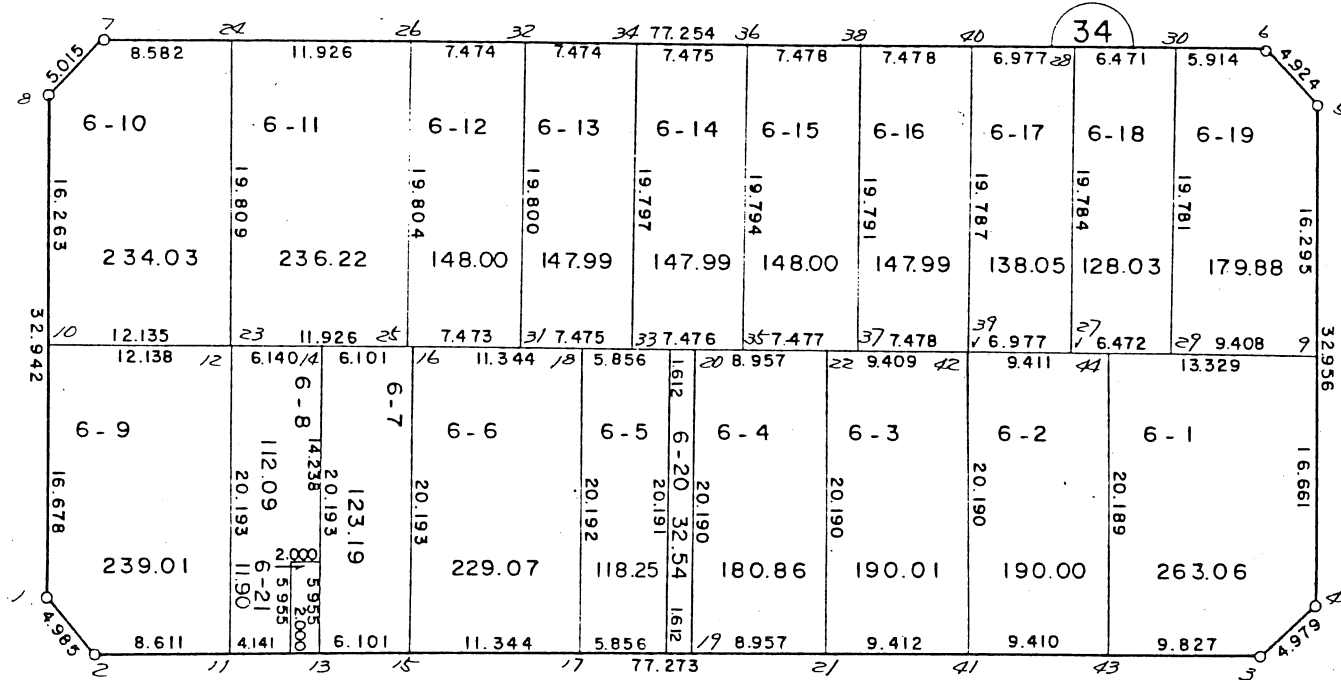 7 24 26 32 34 77.254 36 38 40 34 30 6
8.582 11.926 7.474 7.474 7.475 7.478 7.478 6.977 28 6.471 5.914
5.015 4.924
8 5
6-10 6-11 6-12 6-13 6-14 6-15 6-16 6-17 6-18 6-19
16.263 19.809 19.804 19.800 19.797 19.794 19.791 19.787 19.784 19.781 16.295
234.03 236.22 148.00 147.99 147.99 148.00 147.99 138.05 128.03 179.88
32.942 32.956
10 12.135 23 11.926 25 7.473 31 7.475 33 7.476 35 7.477 37 7.478 39 6.977 27 6.472 29 9.408 9
12.138 12 6.140 14 6.101 16 11.344 18 5.856 1.612 20 8.957 22 9.409 42 9.411 44 13.329
6-9 6-8 6-7 6-6 6-5 6-20 6-4 6-3 6-2 6-1
16.678 20.193 112.09 14.238 20.193 123.19 20.193 20.192 20.191 32.54 20.190 20.190 20.190 20.189 16.661
239.01 229.07 118.25 180.86 190.01 190.00 263.06
2.000
11.90 6-21 5.955 5.955 2.000
1 4
4.985 4.979
8.611 4.141 6.101 11.344 5.856 1.612 8.957 9.412 9.410 9.827
2 11 13 15 17 77.273 19 21 41 43 3